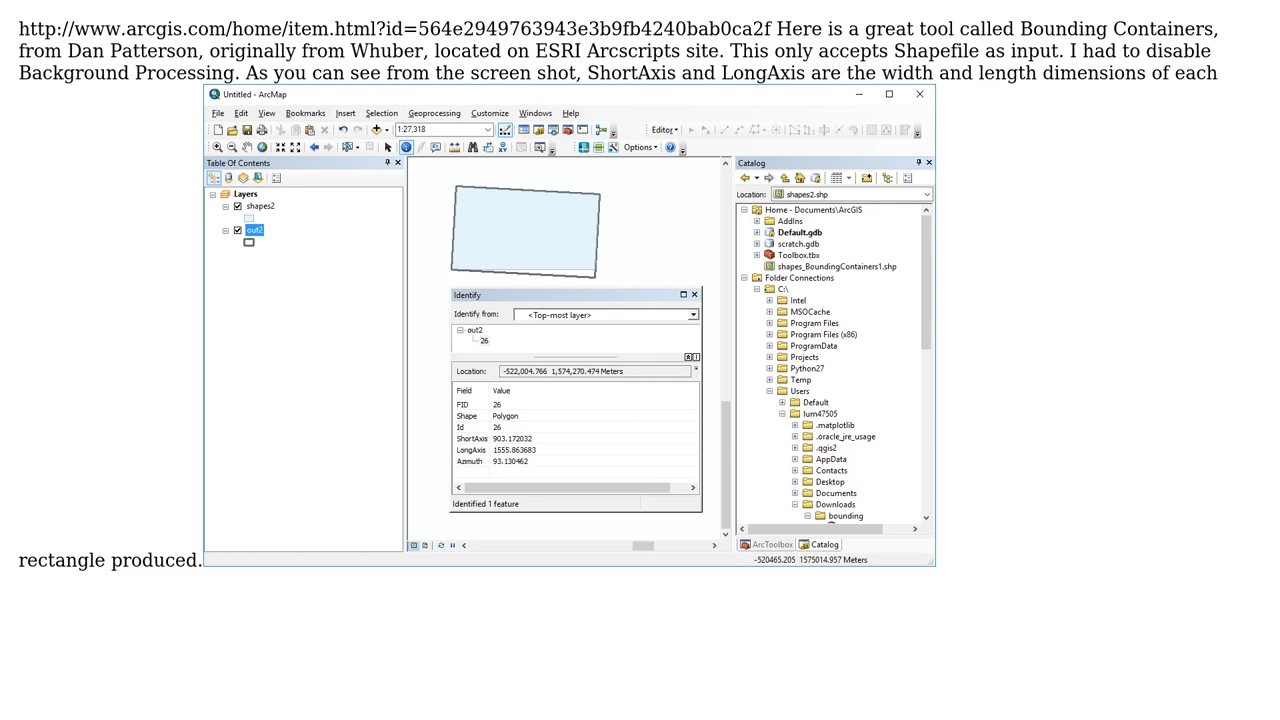 http://www.arcgis.com/home/item.html?id=564e2949763943e3b9fb4240bab0ca2f Here is a great tool called Bounding Containers,
from Dan Patterson, originally from Whuber, located on ESRI Arcscripts site. This only accepts Shapefile as input. I had to disable
Background Processing. As you can see from the screen shot, ShortAxis and LongAxis are the width and length dimensions of each
Untitled - ArcMap
File Edit View Bookmarks Insert Selection Geoprocessing Customize Windows Help
1:27,318
Editor
Options
Table Of Contents
Layers
shapes2
out2
Identify
Identify from: <Top-most layer>
out2
26
Location: -522,004.766 1,574,270.474 Meters
Field Value
FID 26
Shape Polygon
Id 26
ShortAxis 903.172032
LongAxis 1555.863683
Azimuth 93.130462
Identified 1 feature
Catalog
Location: shapes2.shp
Home - Documents\ArcGIS
AddIns
Default.gdb
scratch.gdb
Toolbox.tbx
shapes_BoundingContainers1.shp
Folder Connections
C:\
Intel
MSOCache
Program Files
Program Files (x86)
ProgramData
Projects
Python27
Temp
Users
Default
lum47505
.matplotlib
.oracle_jre_usage
.qgis2
AppData
Contacts
Desktop
Documents
Downloads
bounding
ArcToolbox Catalog
-520465.205 1575014.957 Meters
rectangle produced.